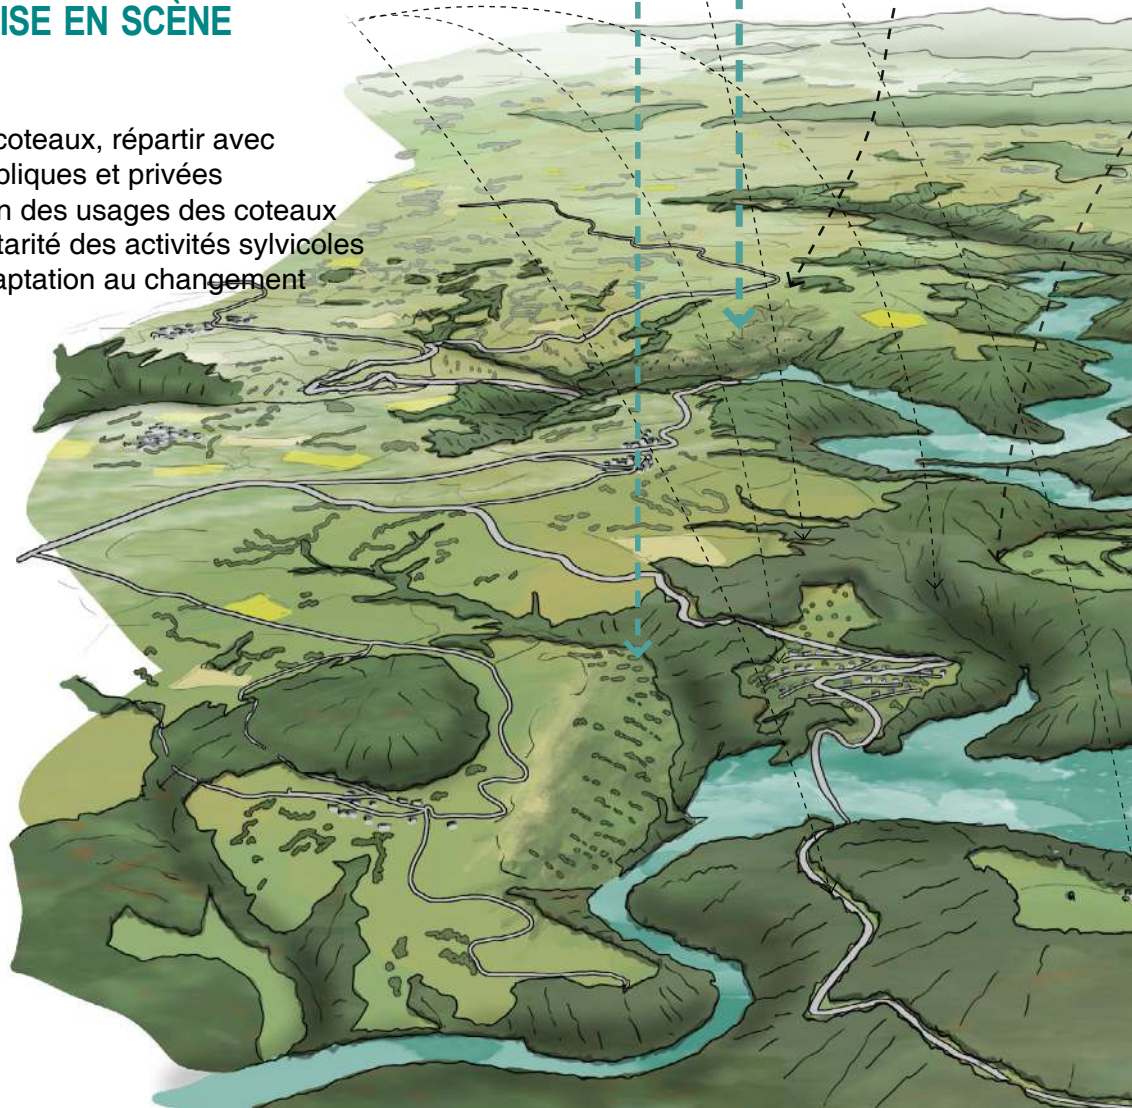 ISE EN SCÈNE
coteaux, répartir avec
bliques et privées
n des usages des coteaux
tarité des activités sylvicoles
aptation au changement